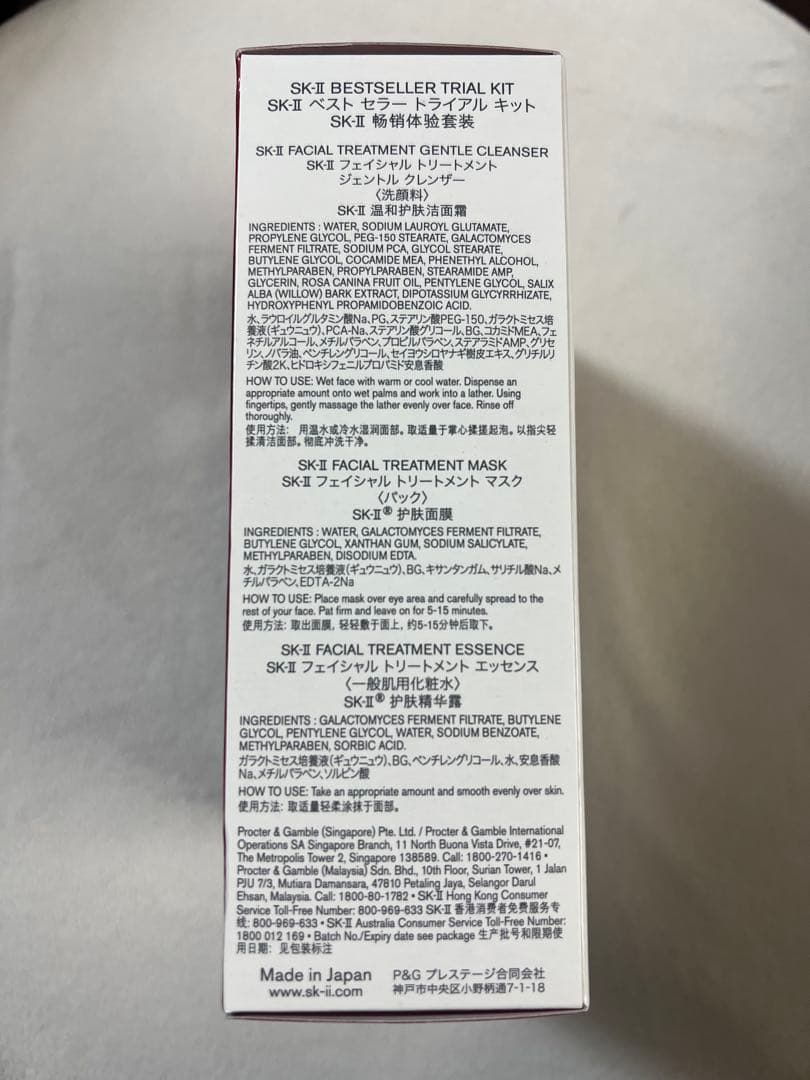 SK-II BESTSELLER TRIAL KIT
SK-II ベスト セラー トライアル キット
SK-II 畅销体验套装
SK-II FACIAL TREATMENT GENTLE CLEANSER
SK-II フェイシャル トリートメント
ジェントル クレンザー
〈洗顔料〉
SK-II 温和护肤洁面霜
INGREDIENTS : WATER, SODIUM LAUROYL GLUTAMATE,
PROPYLENE GLYCOL, PEG-150 STEARATE, GALACTOMYCES
FERMENT FILTRATE, SODIUM PCA, GLYCOL STEARATE,
BUTYLENE GLYCOL, COCAMIDE MEA, PHENETHYL ALCOHOL,
METHYLPARABEN, PROPYLPARABEN, STEARAMIDE AMP,
GLYCERIN, ROSA CANINA FRUIT OIL, PENTYLENE GLYCOL, SALIX
ALBA (WILLOW) BARK EXTRACT, DIPOTASSIUM GLYCYRRHIZATE,
HYDROXYPHENYL PROPAMIDOBENZOIC ACID.
水、ラウロイルグルタミン酸Na、PG、ステアリン酸PEG-150、ガラクトミセス培
養液(ギュウニュウ)、PCA-Na、ステアリン酸グリコール、BG、コカミドMEA、フェ
ネチルアルコール、メチルパラベン、プロピルパラベン、ステアラミドAMP、グリセ
リン、ノバラ油、ペンチレングリコール、セイヨウシロヤナギ樹皮エキス、グリチルリ
チン酸2K、ヒドロキシフェニルプロパミド安息香酸
HOW TO USE: Wet face with warm or cool water. Dispense an
appropriate amount onto wet palms and work into a lather. Using
fingertips, gently massage the lather evenly over face. Rinse off
thoroughly.
使用方法: 用温水或冷水湿润面部。取适量于掌心揉搓起泡。以指尖轻
揉清洁面部。彻底冲洗干净。
SK-II FACIAL TREATMENT MASK
SK-II フェイシャル トリートメント マスク
〈パック〉
SK-II® 护肤面膜
INGREDIENTS : WATER, GALACTOMYCES FERMENT FILTRATE,
BUTYLENE GLYCOL, XANTHAN GUM, SODIUM SALICYLATE,
METHYLPARABEN, DISODIUM EDTA.
水、ガラクトミセス培養液(ギュウニュウ)、BG、キサンタンガム、サリチル酸Na、メ
チルパラベン、EDTA-2Na
HOW TO USE: Place mask over eye area and carefully spread to the
rest of your face. Pat firm and leave on for 5-15 minutes.
使用方法: 取出面膜, 轻轻敷于面上, 约5-15分钟后取下。
SK-II FACIAL TREATMENT ESSENCE
SK-II フェイシャル トリートメント エッセンス
〈一般肌用化粧水〉
SK-II® 护肤精华露
INGREDIENTS : GALACTOMYCES FERMENT FILTRATE, BUTYLENE
GLYCOL, PENTYLENE GLYCOL, WATER, SODIUM BENZOATE,
METHYLPARABEN, SORBIC ACID.
ガラクトミセス培養液(ギュウニュウ)、BG、ペンチレングリコール、水、安息香酸
Na、メチルパラベン、ソルビン酸
HOW TO USE: Take an appropriate amount and smooth evenly over skin.
使用方法: 取适量轻柔涂抹于面部。
Procter & Gamble (Singapore) Pte. Ltd. / Procter & Gamble International
Operations SA Singapore Branch, 11 North Buona Vista Drive, #21-07,
The Metropolis Tower 2, Singapore 138589. Call: 1800-270-1416 •
Procter & Gamble (Malaysia) Sdn. Bhd., 10th Floor, Surian Tower, 1 Jalan
PJU 7/3, Mutiara Damansara, 47810 Petaling Jaya, Selangor Darul
Ehsan, Malaysia. Call: 1800-80-1782 • SK-II Hong Kong Consumer
Service Toll-Free Number: 800-969-633 SK-II 香港消费者免费服务专
线: 800-969-633 • SK-II Australia Consumer Service Toll-Free Number:
1800 012 169 • Batch No./Expiry date see package 生产批号和限期使
用日期: 见包装标注
Made in Japan
www.sk-ii.com
P&G プレステージ合同会社
神戸市中央区小野柄通7-1-18